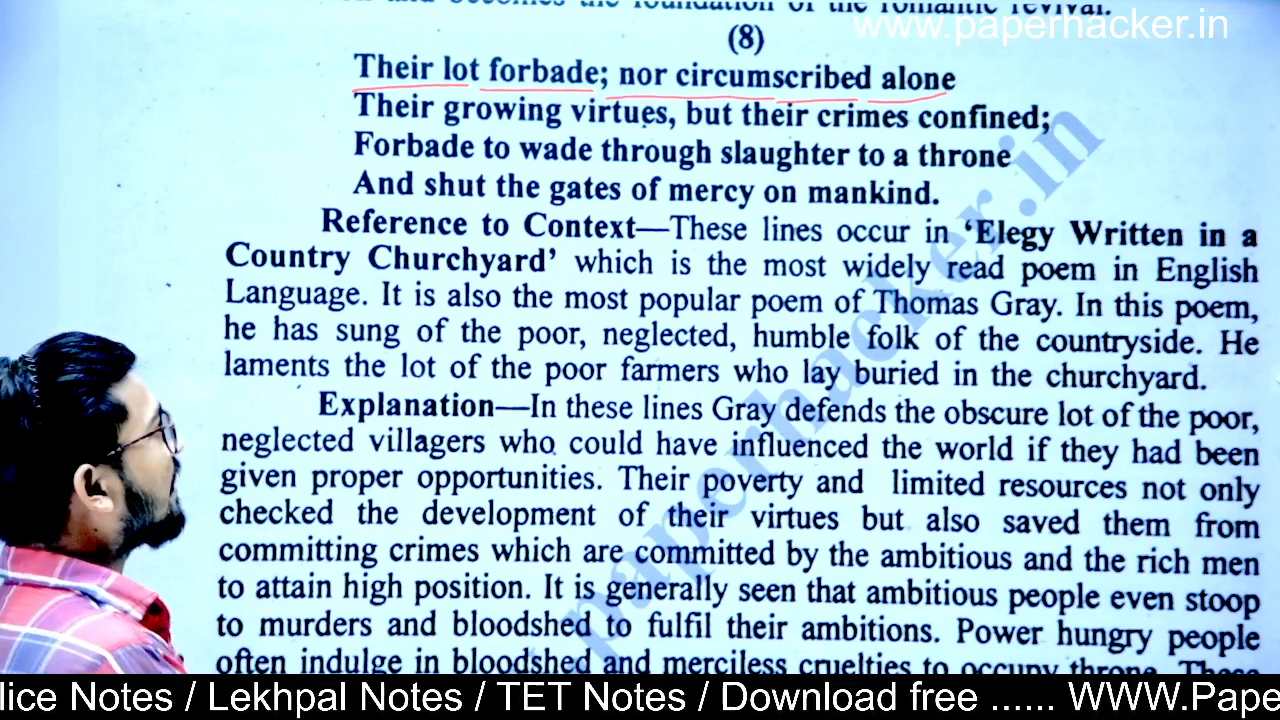 foundation of the romantic revival.
www.paperhacker.in
(8)
Their lot forbade; nor circumscribed alone
Their growing virtues, but their crimes confined;
Forbade to wade through slaughter to a throne
And shut the gates of mercy on mankind.
Reference to Context—These lines occur in ‘Elegy Written in a
Country Churchyard’ which is the most widely read poem in English
Language. It is also the most popular poem of Thomas Gray. In this poem,
he has sung of the poor, neglected, humble folk of the countryside. He
laments the lot of the poor farmers who lay buried in the churchyard.
Explanation—In these lines Gray defends the obscure lot of the poor,
neglected villagers who could have influenced the world if they had been
given proper opportunities. Their poverty and limited resources not only
checked the development of their virtues but also saved them from
committing crimes which are committed by the ambitious and the rich men
to attain high position. It is generally seen that ambitious people even stoop
to murders and bloodshed to fulfil their ambitions. Power hungry people
often indulge in bloodshed and merciless cruelties to occupy throne. These
paperhacker.in
lice Notes / Lekhpal Notes / TET Notes / Download free ...... WWW.Pape